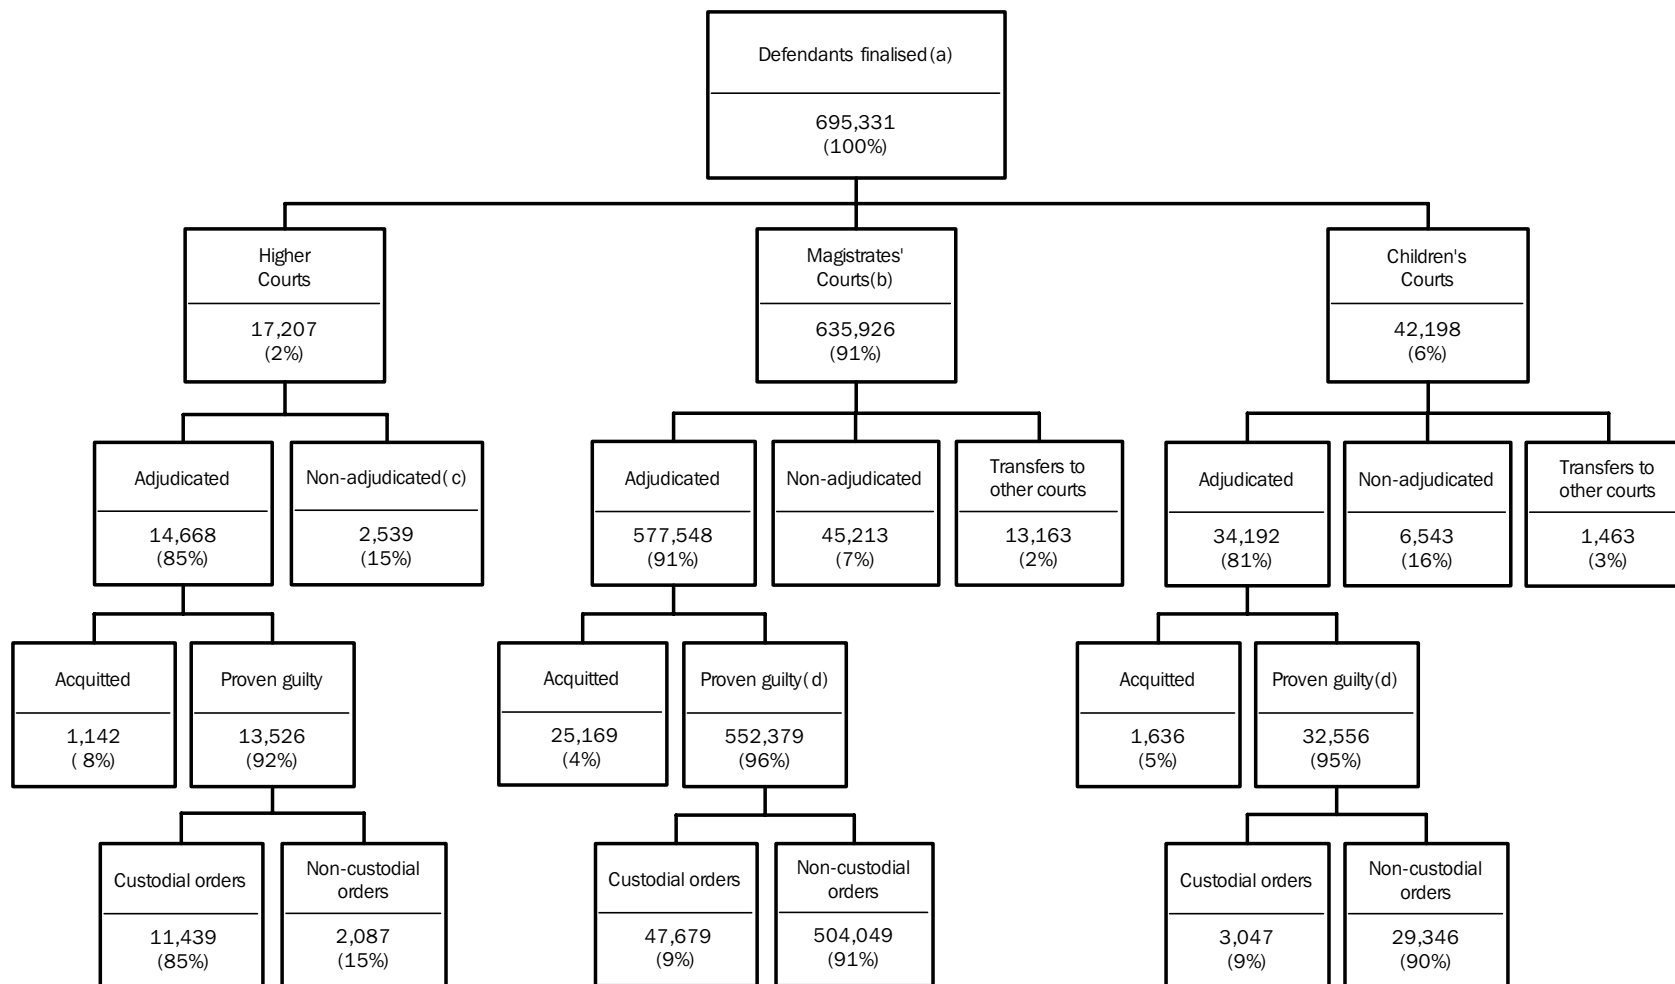 Defendants finalised(a)
695,331
(100%)
Higher
Courts
17,207
(2%)
Magistrates'
Courts(b)
635,926
(91%)
Children's
Courts
42,198
(6%)
Adjudicated
14,668
(85%)
Non-adjudicated(c)
2,539
(15%)
Adjudicated
577,548
(91%)
Non-adjudicated
45,213
(7%)
Transfers to
other courts
13,163
(2%)
Adjudicated
34,192
(81%)
Non-adjudicated
6,543
(16%)
Transfers to
other courts
1,463
(3%)
Acquitted
1,142
( 8%)
Proven guilty
13,526
(92%)
Acquitted
25,169
(4%)
Proven guilty(d)
552,379
(96%)
Acquitted
1,636
(5%)
Proven guilty(d)
32,556
(95%)
Custodial orders
11,439
(85%)
Non-custodial
orders
2,087
(15%)
Custodial orders
47,679
(9%)
Non-custodial
orders
504,049
(91%)
Custodial orders
3,047
(9%)
Non-custodial
orders
29,346
(90%)